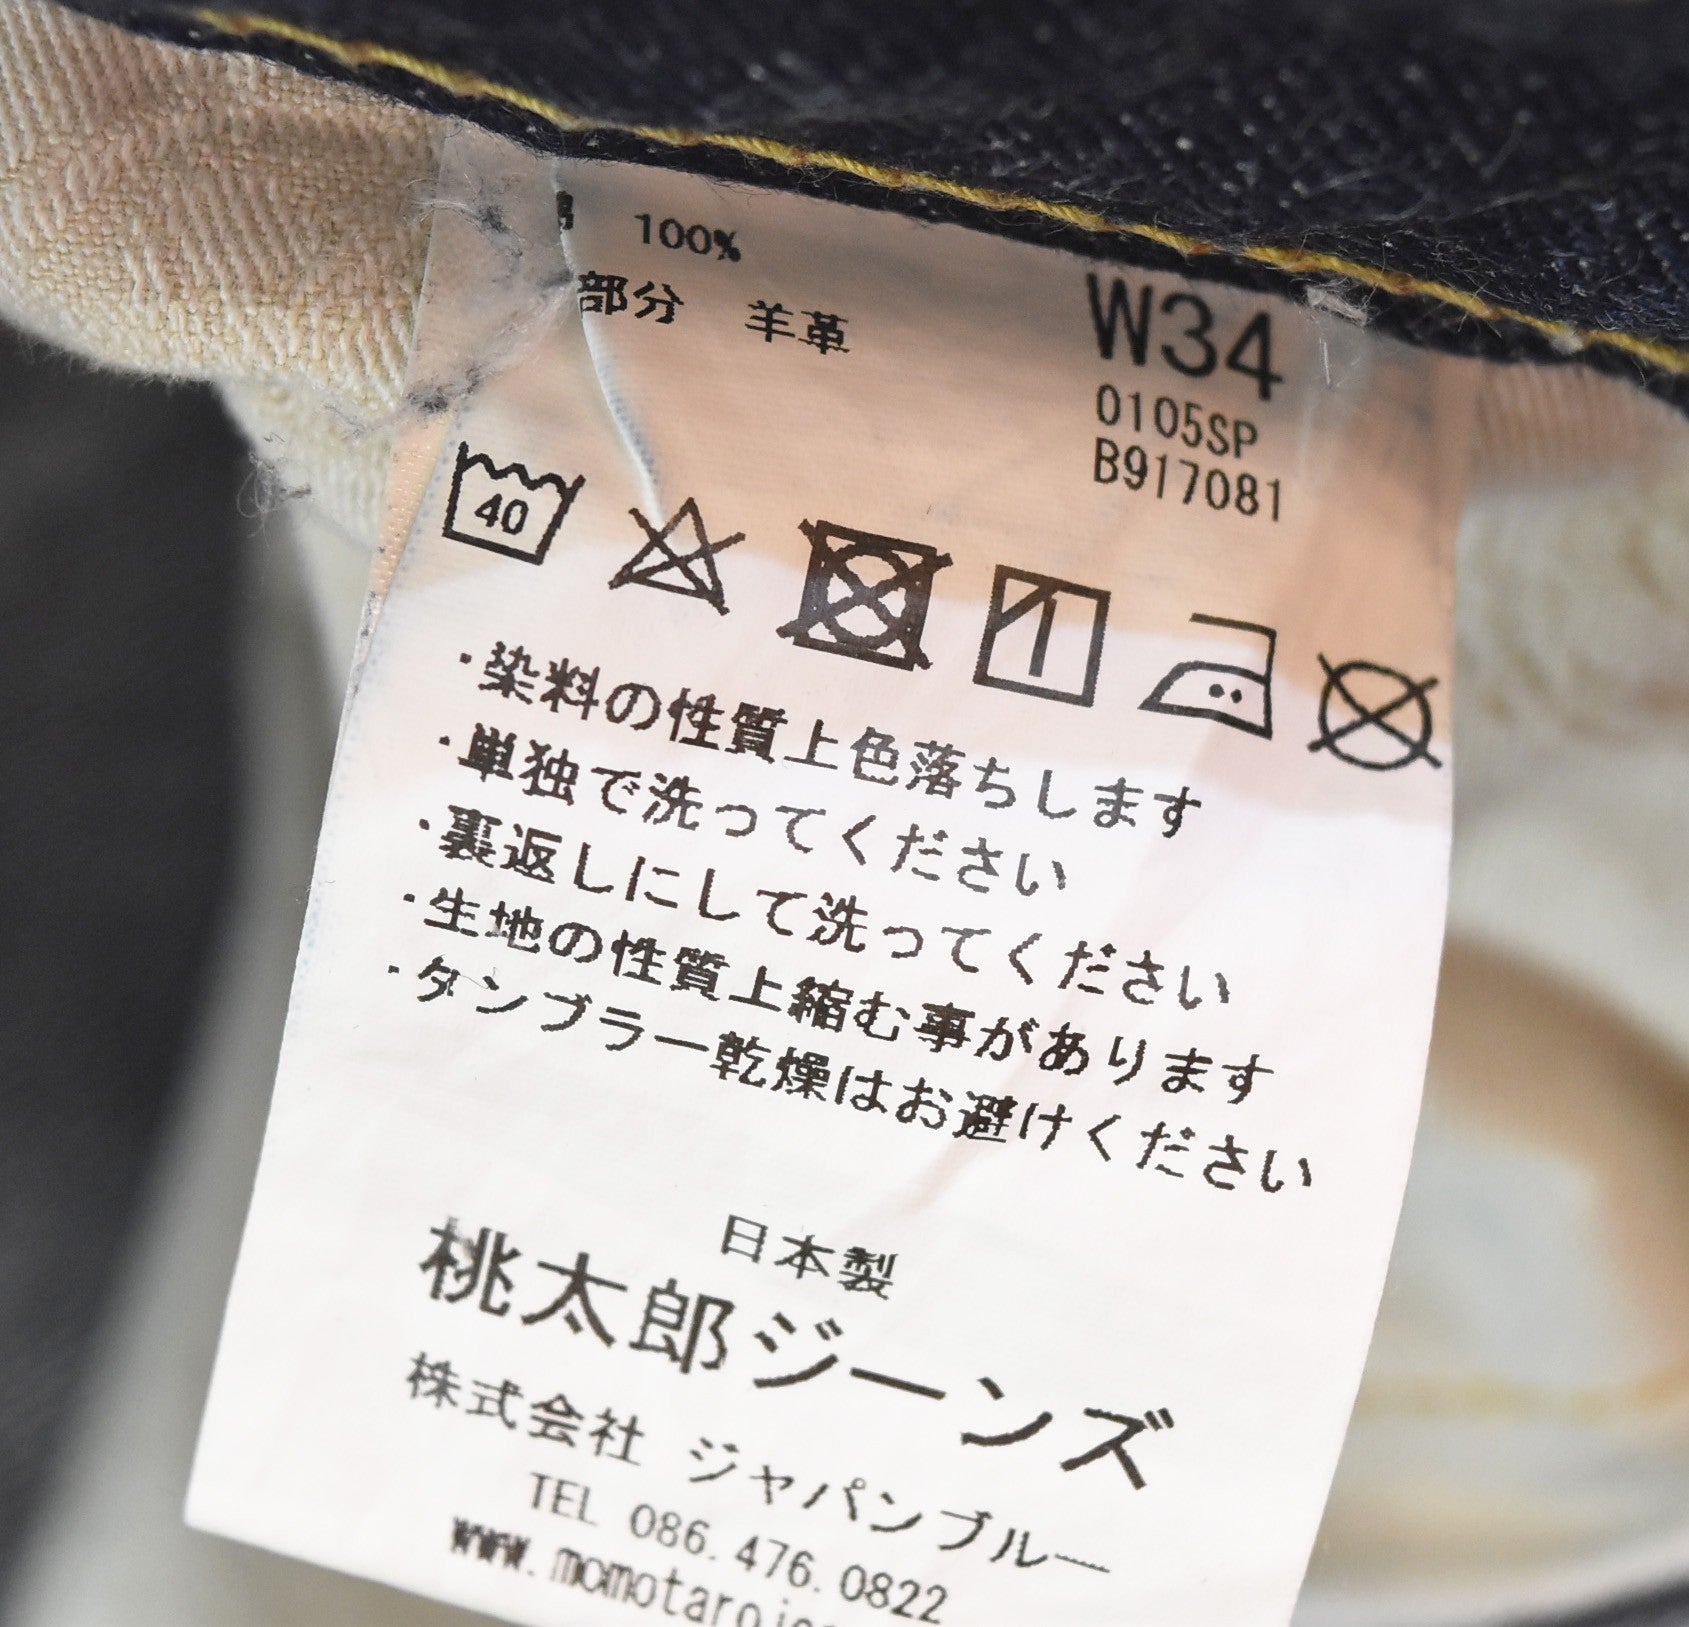 100%
部分 羊革
W34
0105SP
B917081
40
・染料の性質上色落ちします
・単独で洗ってください
・裏返しにして洗ってください
・生地の性質上縮む事があります
・タンブラー乾燥はお避けください
日本製
桃太郎ジーンズ
株式会社 ジャパンブルー
TEL 086.476.0822
www.momotaroje